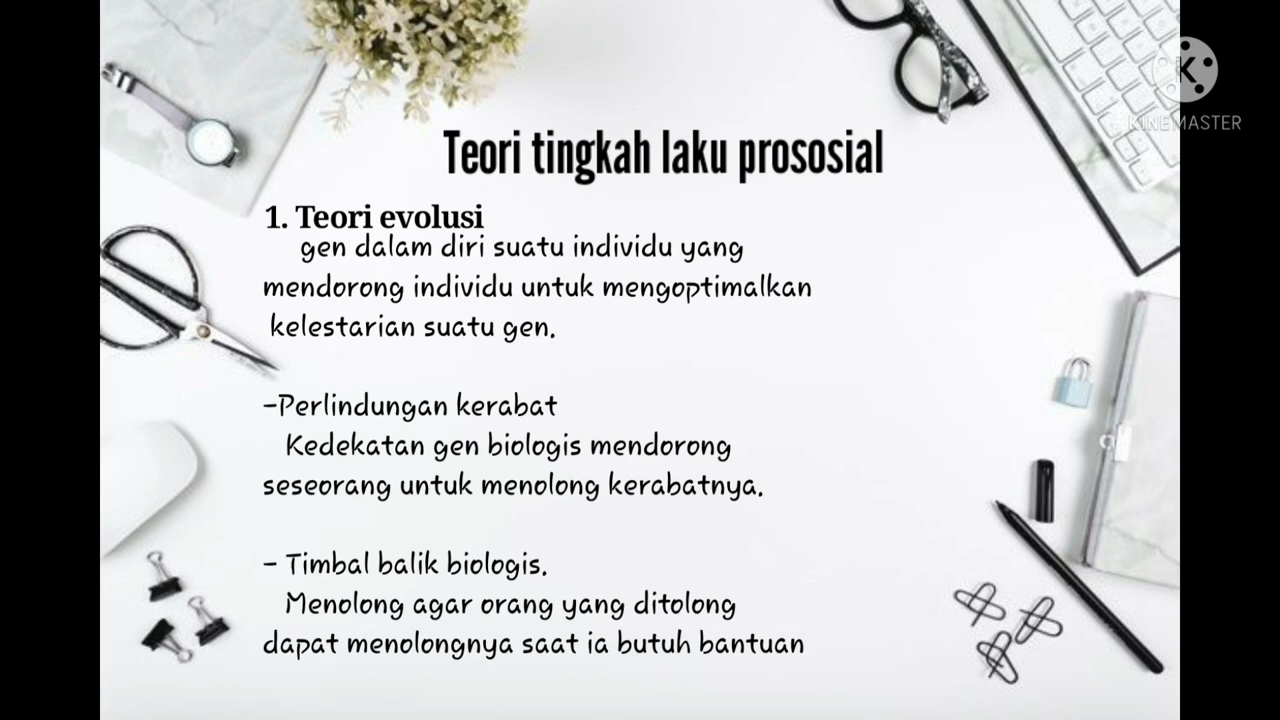 Teori tingkah laku prososial
1. Teori evolusi
gen dalam diri suatu individu yang
mendorong individu untuk mengoptimalkan
kelestarian suatu gen.
-Perlindungan kerabat
Kedekatan gen biologis mendorong
seseorang untuk menolong kerabatnya.
- Timbal balik biologis.
Menolong agar orang yang ditolong
dapat menolongnya saat ia butuh bantuan
K
KINEMASTER